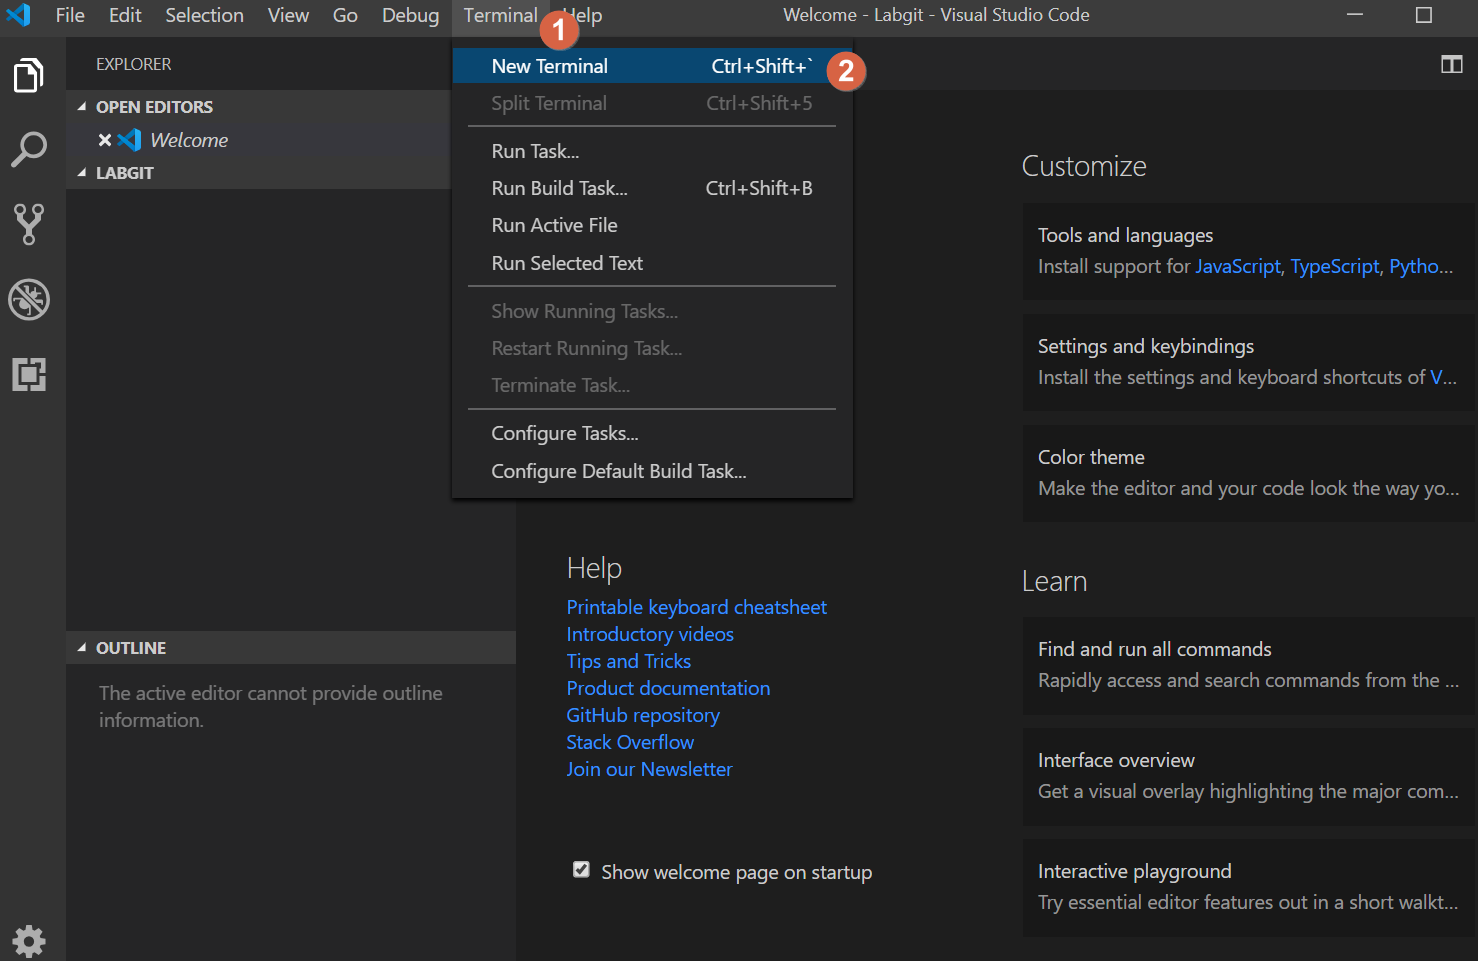 File Edit Selection View Go Debug Terminal Help Welcome - Labgit - Visual Studio Code
1
EXPLORER
OPEN EDITORS
Welcome
LABGIT
New Terminal Ctrl+Shift+` 2
Split Terminal Ctrl+Shift+5
Run Task...
Run Build Task... Ctrl+Shift+B
Run Active File
Run Selected Text
Show Running Tasks...
Restart Running Task...
Terminate Task...
Configure Tasks...
Configure Default Build Task...
OUTLINE
The active editor cannot provide outline
information.
Help
Printable keyboard cheatsheet
Introductory videos
Tips and Tricks
Product documentation
GitHub repository
Stack Overflow
Join our Newsletter
Show welcome page on startup
Customize
Tools and languages
Install support for JavaScript, TypeScript, Pytho...
Settings and keybindings
Install the settings and keyboard shortcuts of V...
Color theme
Make the editor and your code look the way yo...
Learn
Find and run all commands
Rapidly access and search commands from the ...
Interface overview
Get a visual overlay highlighting the major com...
Interactive playground
Try essential editor features out in a short walkt...